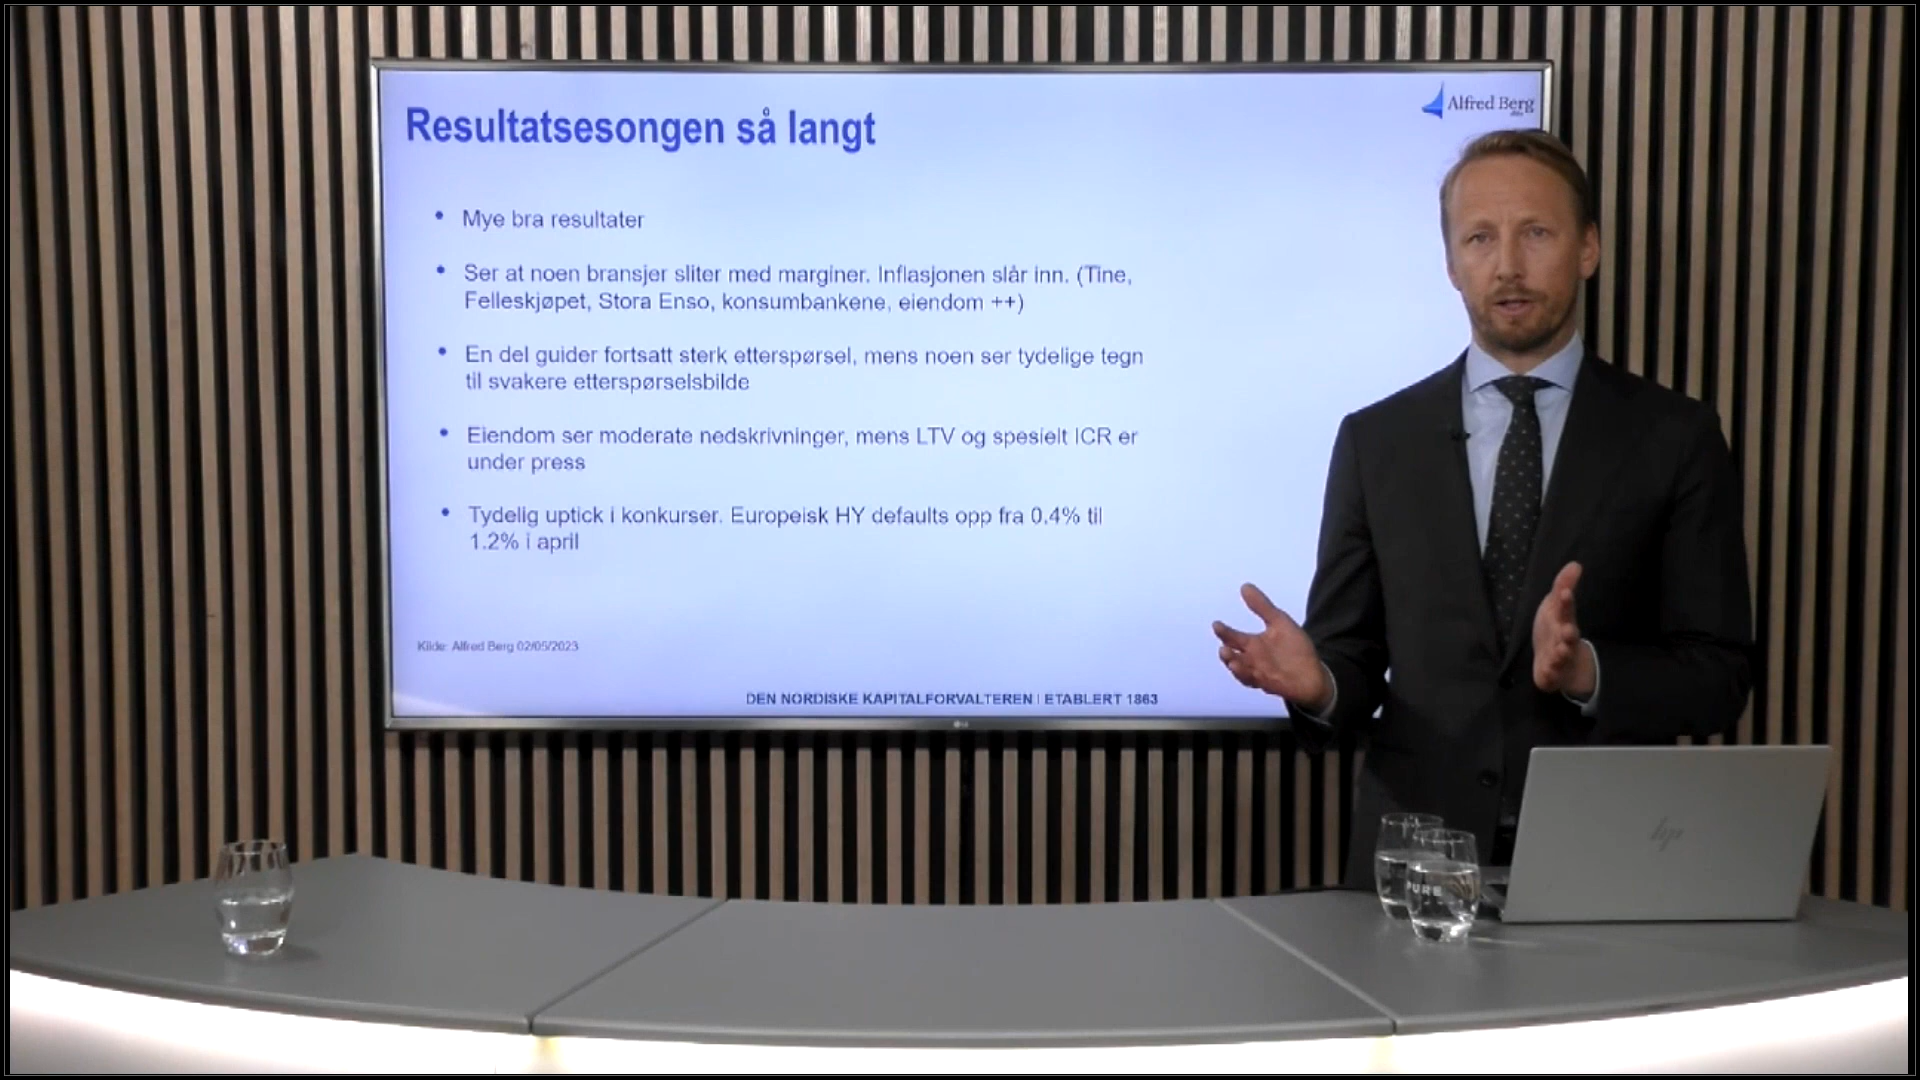 Resultatsesongen så langt
Alfred Berg
• Mye bra resultater
• Ser at noen bransjer sliter med marginer. Inflasjonen slår inn. (Tine,
Felleskjøpet, Stora Enso, konsumbankene, eiendom ++)
• En del guider fortsatt sterk etterspørsel, mens noen ser tydelige tegn
til svakere etterspørselsbilde
• Eiendom ser moderate nedskrivninger, mens LTV og spesielt ICR er
under press
• Tydelig uptick i konkurser. Europeisk HY defaults opp fra 0.4% til
1.2% i april
Kilde: Alfred Berg 02/05/2023
DEN NORDISKE KAPITALFORVALTEREN | ETABLERT 1863
LG
hp
PURE